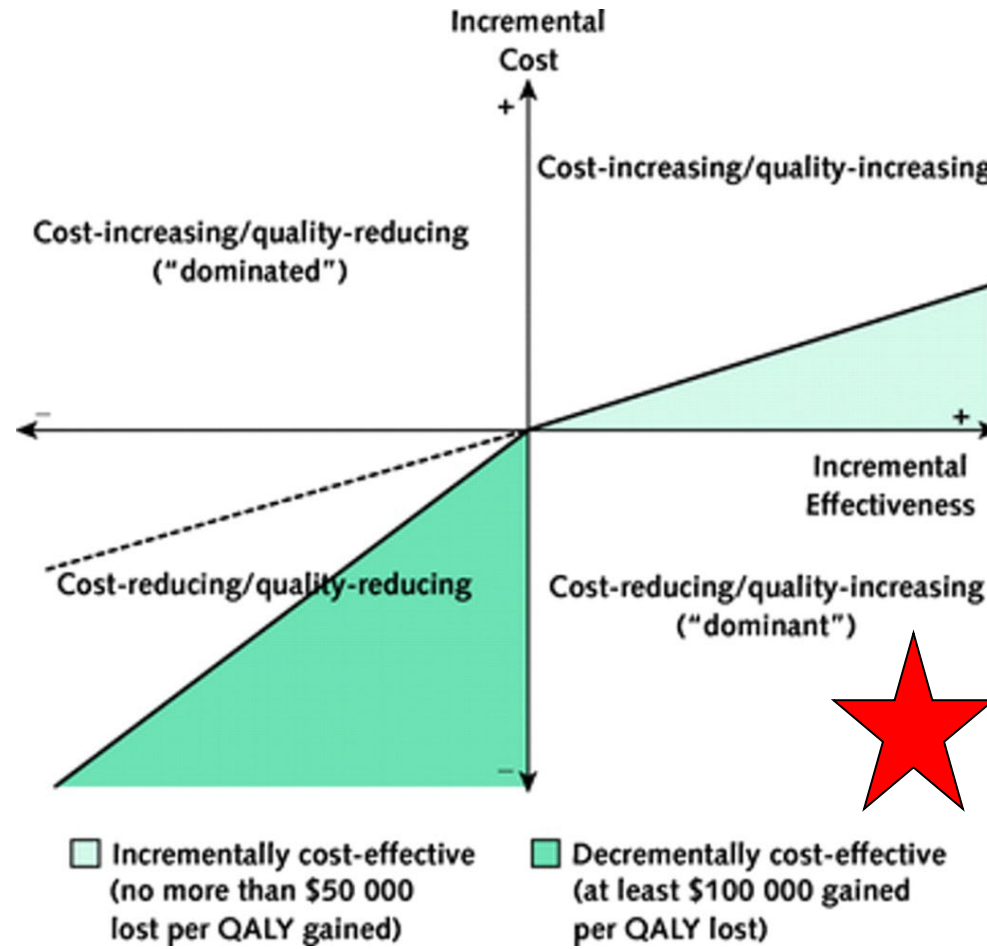 Incremental
Cost
+
Cost-increasing/quality-increasing
Cost-increasing/quality-reducing
("dominated")
–
+
Incremental
Effectiveness
Cost-reducing/quality-reducing
Cost-reducing/quality-increasing
("dominant")
–
Incrementally cost-effective
(no more than $50 000
lost per QALY gained)
Decrementally cost-effective
(at least $100 000 gained
per QALY lost)